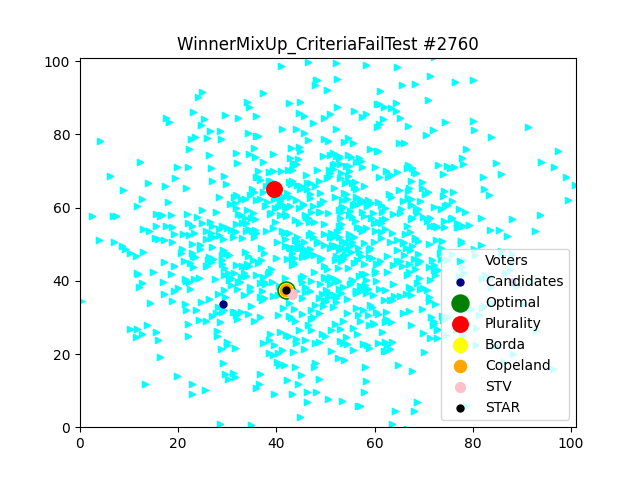 WinnerMixUp_CriteriaFailTest #2760
100
80
60
40
20
0
0 20 40 60 80 100
Voters
Candidates
Optimal
Plurality
Borda
Copeland
STV
STAR